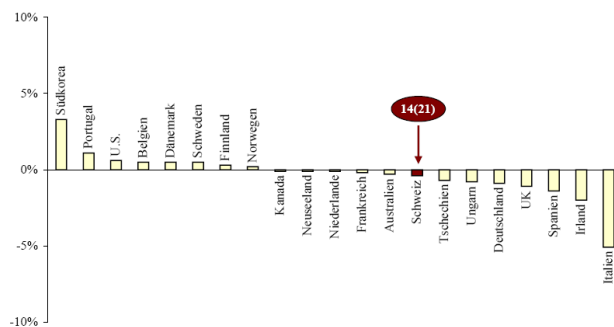 10%
5%
0%
-5%
-10%
Südkorea
Portugal
U.S.
Belgien
Dänemark
Schweden
Finnland
Norwegen
Kanada
Neuseeland
Niederlande
Frankreich
Australien
14(21)
Schweiz
Tschechien
Ungarn
Deutschland
UK
Spanien
Irland
Italien